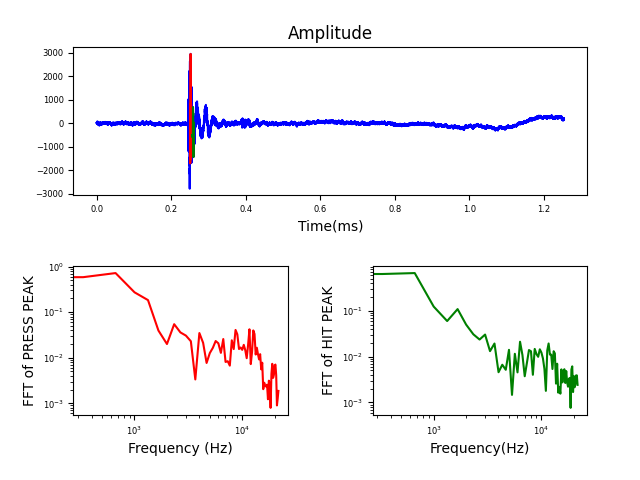 Amplitude
3000
2000
1000
0
−1000
−2000
−3000
0.0 0.2 0.4 0.6 0.8 1.0 1.2
Time(ms)
FFT of PRESS PEAK
10⁰
10⁻¹
10⁻²
10⁻³
10³ 10⁴
Frequency (Hz)
FFT of HIT PEAK
10⁻¹
10⁻²
10⁻³
10³ 10⁴
Frequency(Hz)